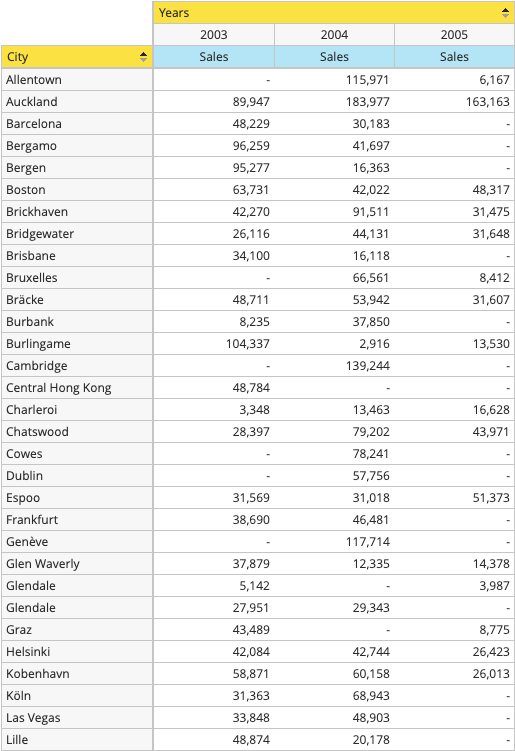 Years
2003 2004 2005
City Sales Sales Sales
Allentown - 115,971 6,167
Auckland 89,947 183,977 163,163
Barcelona 48,229 30,183 -
Bergamo 96,259 41,697 -
Bergen 95,277 16,363 -
Boston 63,731 42,022 48,317
Brickhaven 42,270 91,511 31,475
Bridgewater 26,116 44,131 31,648
Brisbane 34,100 16,118 -
Bruxelles - 66,561 8,412
Bräcke 48,711 53,942 31,607
Burbank 8,235 37,850 -
Burlingame 104,337 2,916 13,530
Cambridge - 139,244 -
Central Hong Kong 48,784 - -
Charleroi 3,348 13,463 16,628
Chatswood 28,397 79,202 43,971
Cowes - 78,241 -
Dublin - 57,756 -
Espoo 31,569 31,018 51,373
Frankfurt 38,690 46,481 -
Genève - 117,714 -
Glen Waverly 37,879 12,335 14,378
Glendale 5,142 - 3,987
Glendale 27,951 29,343 -
Graz 43,489 - 8,775
Helsinki 42,084 42,744 26,423
Kobenhavn 58,871 60,158 26,013
Köln 31,363 68,943 -
Las Vegas 33,848 48,903 -
Lille 48,874 20,178 -